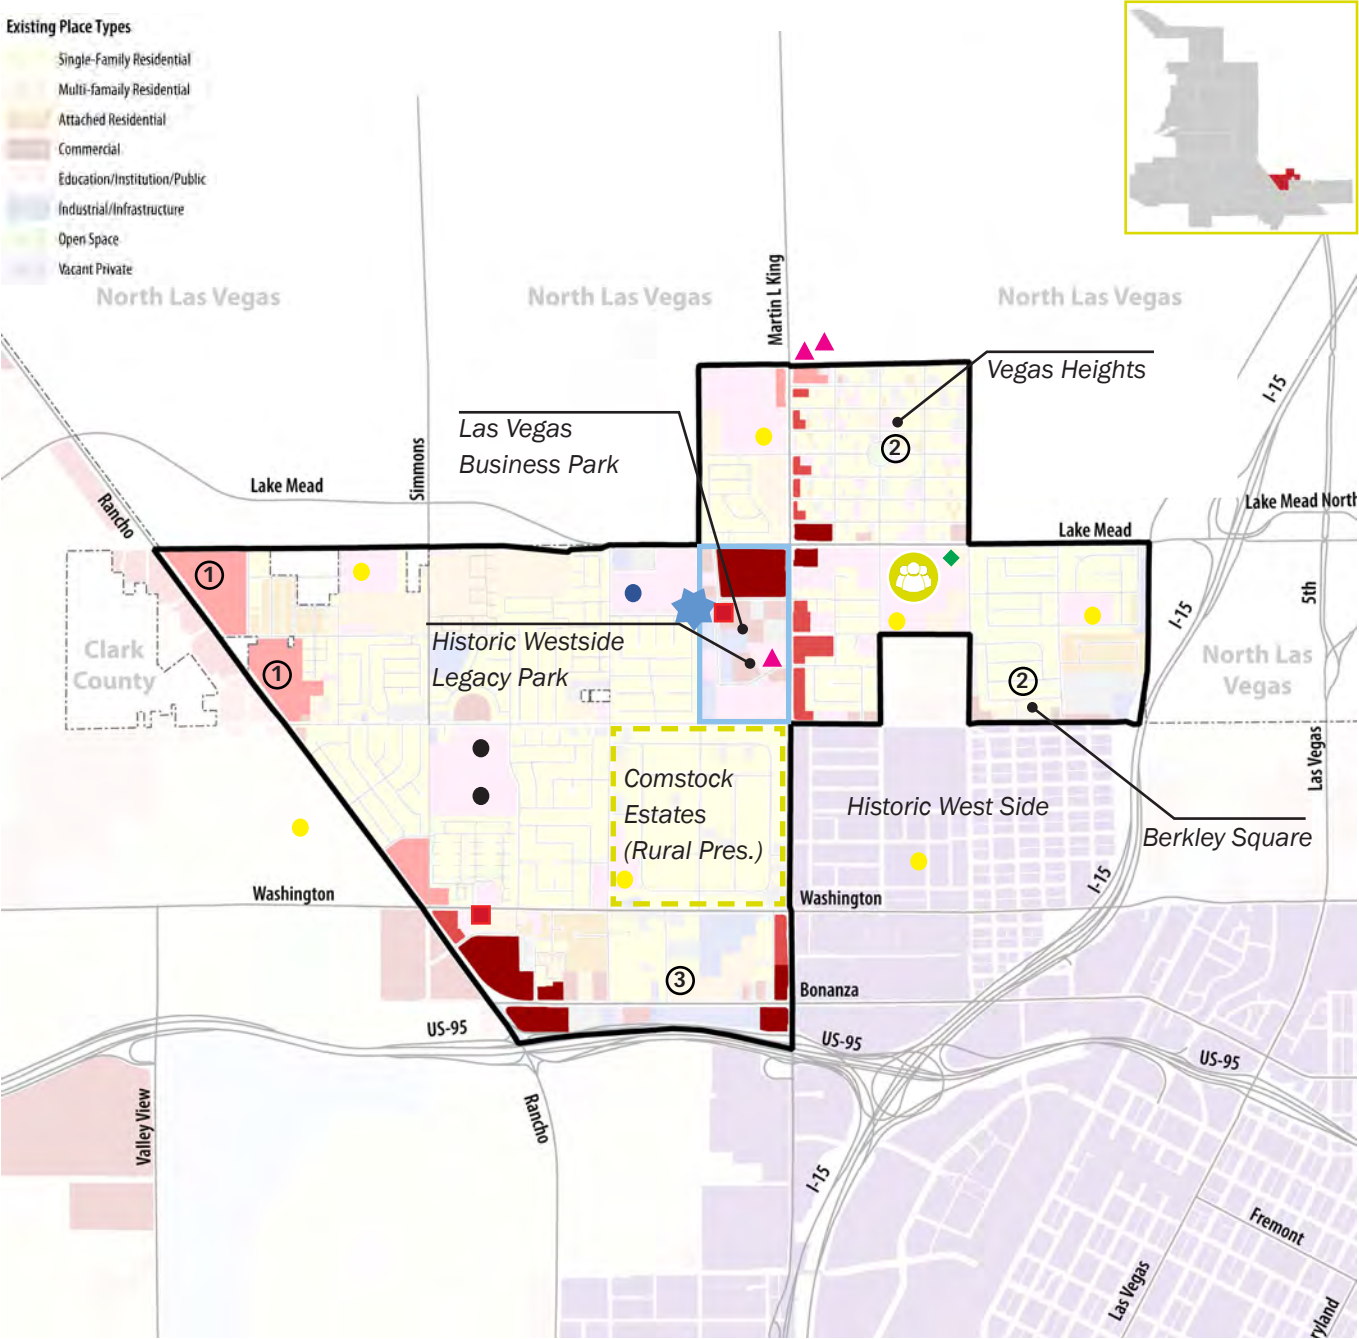 Existing Place Types
Single-Family Residential
Multi-famaily Residential
Attached Residential
Commercial
Education/Institution/Public
Industrial/Infrastructure
Open Space
Vacant Private
North Las Vegas
North Las Vegas
North Las Vegas
Martin L King
Vegas Heights
I-15
Las Vegas
Business Park
2
Simmons
Lake Mead
Rancho
Lake Mead North
Lake Mead
1
5th
I-15
Clark
County
Historic Westside
Legacy Park
North Las
Vegas
1
2
Las Vegas
Comstock
Estates
(Rural Pres.)
Historic West Side
Berkley Square
I-15
Washington
Washington
3
Bonanza
US-95
US-95
US-95
Valley View
Rancho
I-15
Fremont
Las Vegas
ryland